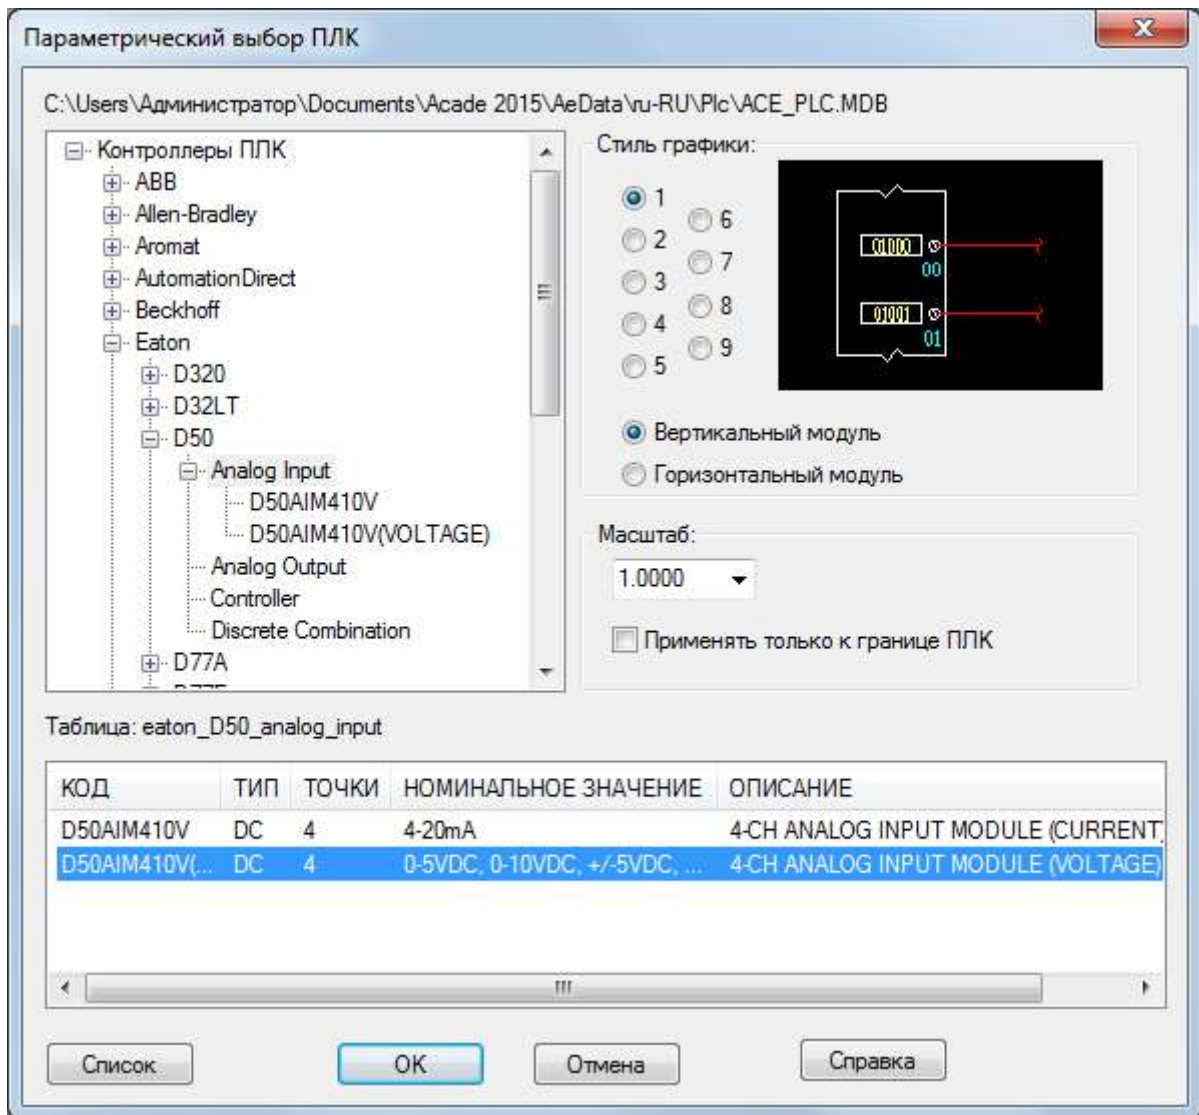 Параметрический выбор ПЛК
C:\Users\Администратор\Documents\Acade 2015\AeData\ru-RU\Plc\ACE_PLC.MDB
Контроллеры ПЛК
ABB
Allen-Bradley
Aromat
AutomationDirect
Beckhoff
Eaton
D320
D32LT
D50
Analog Input
D50AIM410V
D50AIM410V(VOLTAGE)
Analog Output
Controller
Discrete Combination
D77A
Стиль графики:
1
2
3
4
5
6
7
8
9
01000
00
01001
01
Вертикальный модуль
Горизонтальный модуль
Масштаб:
1.0000
Применять только к границе ПЛК
Таблица: eaton_D50_analog_input
КОД ТИП ТОЧКИ НОМИНАЛЬНОЕ ЗНАЧЕНИЕ ОПИСАНИЕ
D50AIM410V DC 4 4-20mA 4-CH ANALOG INPUT MODULE (CURRENT)
D50AIM410V(... DC 4 0-5VDC, 0-10VDC, +/-5VDC, ... 4-CH ANALOG INPUT MODULE (VOLTAGE)
Список OK Отмена Справка